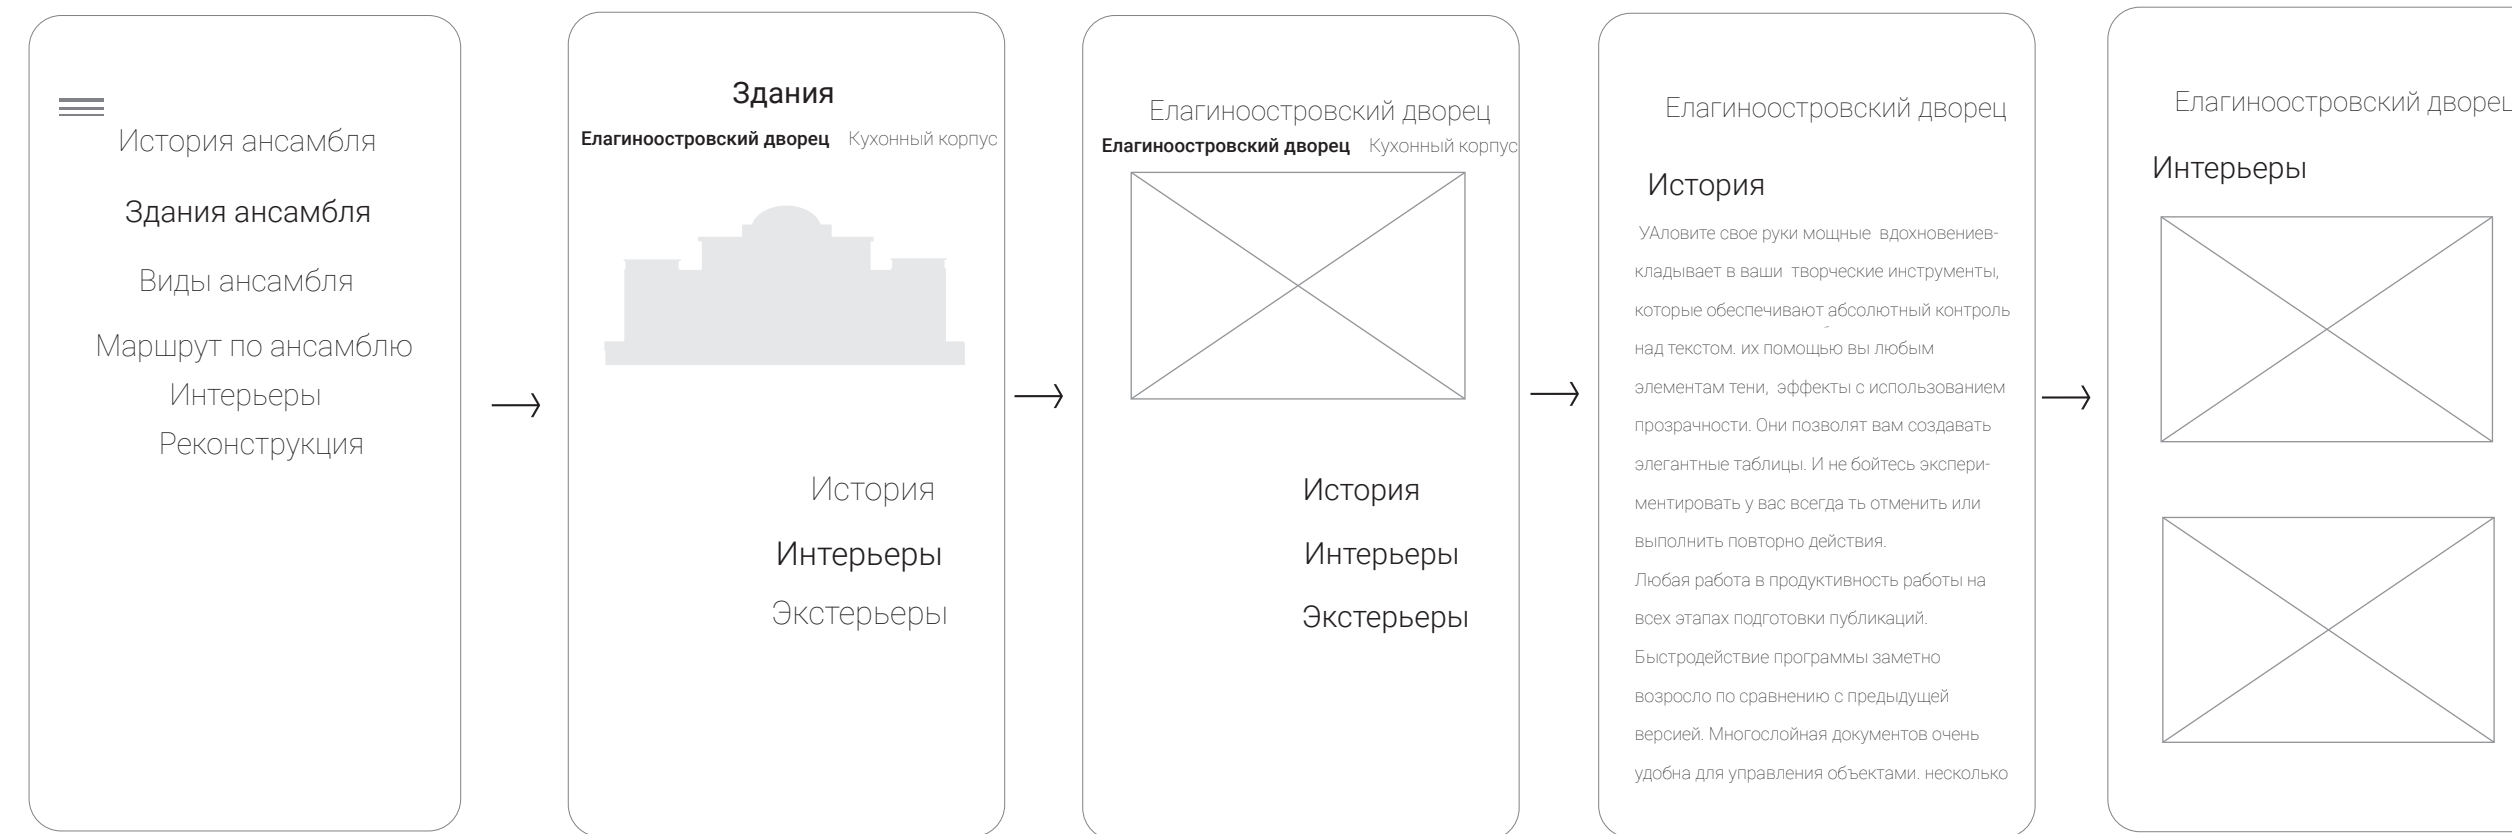 История ансамбля
Здания ансамбля
Виды ансамбля
Маршрут по ансамблю
Интерьеры
Реконструкция
Здания
Елагиноостровский дворец Кухонный корпус
История
Интерьеры
Экстерьеры
Елагиноостровский дворец
Елагиноостровский дворец Кухонный корпус
История
Интерьеры
Экстерьеры
Елагиноостровский дворец
История
УАловите свое руки мощные вдохновениев-
кладывает в ваши творческие инструменты,
которые обеспечивают абсолютный контроль
над текстом. их помощью вы любым
элементам тени, эффекты с использованием
прозрачности. Они позволят вам создавать
элегантные таблицы. И не бойтесь экспери-
ментировать у вас всегда ть отменить или
выполнить повторно действия.
Любая работа в продуктивность работы на
всех этапах подготовки публикаций.
Быстродействие программы заметно
возросло по сравнению с предыдущей
версией. Многослойная документов очень
удобна для управления объектами. несколько
Елагиноостровский дворец
Интерьеры